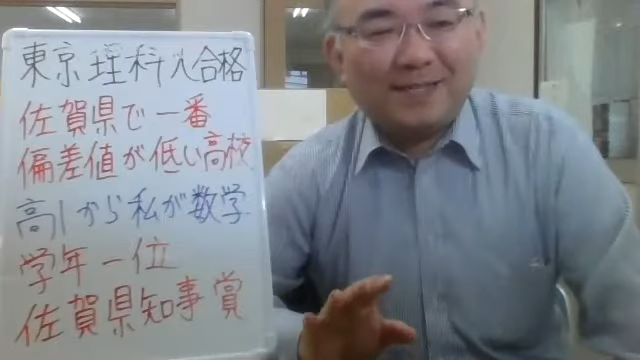 東京理科大合格
佐賀県で一番
偏差値が低い高校
高1から私が数学
学年一位
佐賀県知事賞